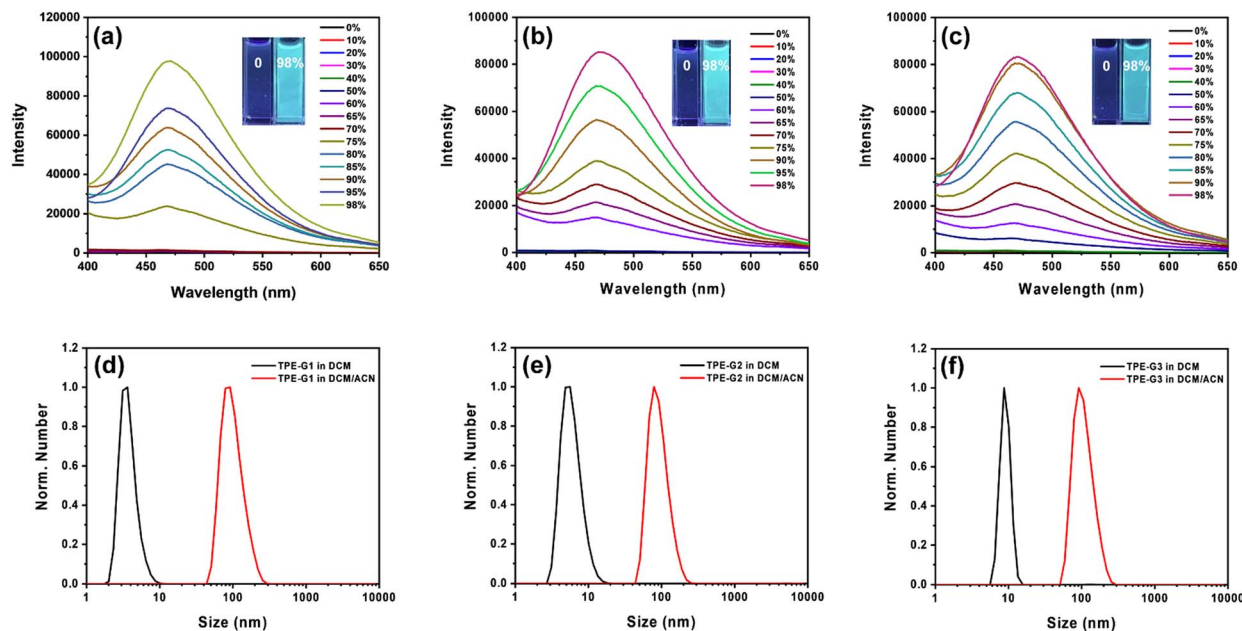 (a)
120000
100000
80000
60000
40000
20000
0
400 450 500 550 600 650
Intensity
Wavelength (nm)
0 98%
0%
10%
20%
30%
40%
50%
60%
65%
70%
75%
80%
85%
90%
95%
98%
(b)
100000
80000
60000
40000
20000
0
400 450 500 550 600 650
Intensity
Wavelength (nm)
0 98%
0%
10%
20%
30%
40%
50%
60%
65%
70%
75%
90%
95%
98%
(c)
100000
80000
60000
40000
20000
0
400 450 500 550 600 650
Intensity
Wavelength (nm)
0 98%
0%
10%
20%
30%
40%
50%
60%
65%
70%
75%
80%
85%
90%
98%
(d)
1.2
1.0
0.8
0.6
0.4
0.2
0.0
1 10 100 1000 10000
Norm. Number
Size (nm)
TPE-G1 in DCM
TPE-G1 in DCM/ACN
(e)
1.2
1.0
0.8
0.6
0.4
0.2
0.0
1 10 100 1000 10000
Norm. Number
Size (nm)
TPE-G2 in DCM
TPE-G2 in DCM/ACN
(f)
1.2
1.0
0.8
0.6
0.4
0.2
0.0
1 10 100 1000 10000
Norm. Number
Size (nm)
TPE-G3 in DCM
TPE-G3 in DCM/ACN